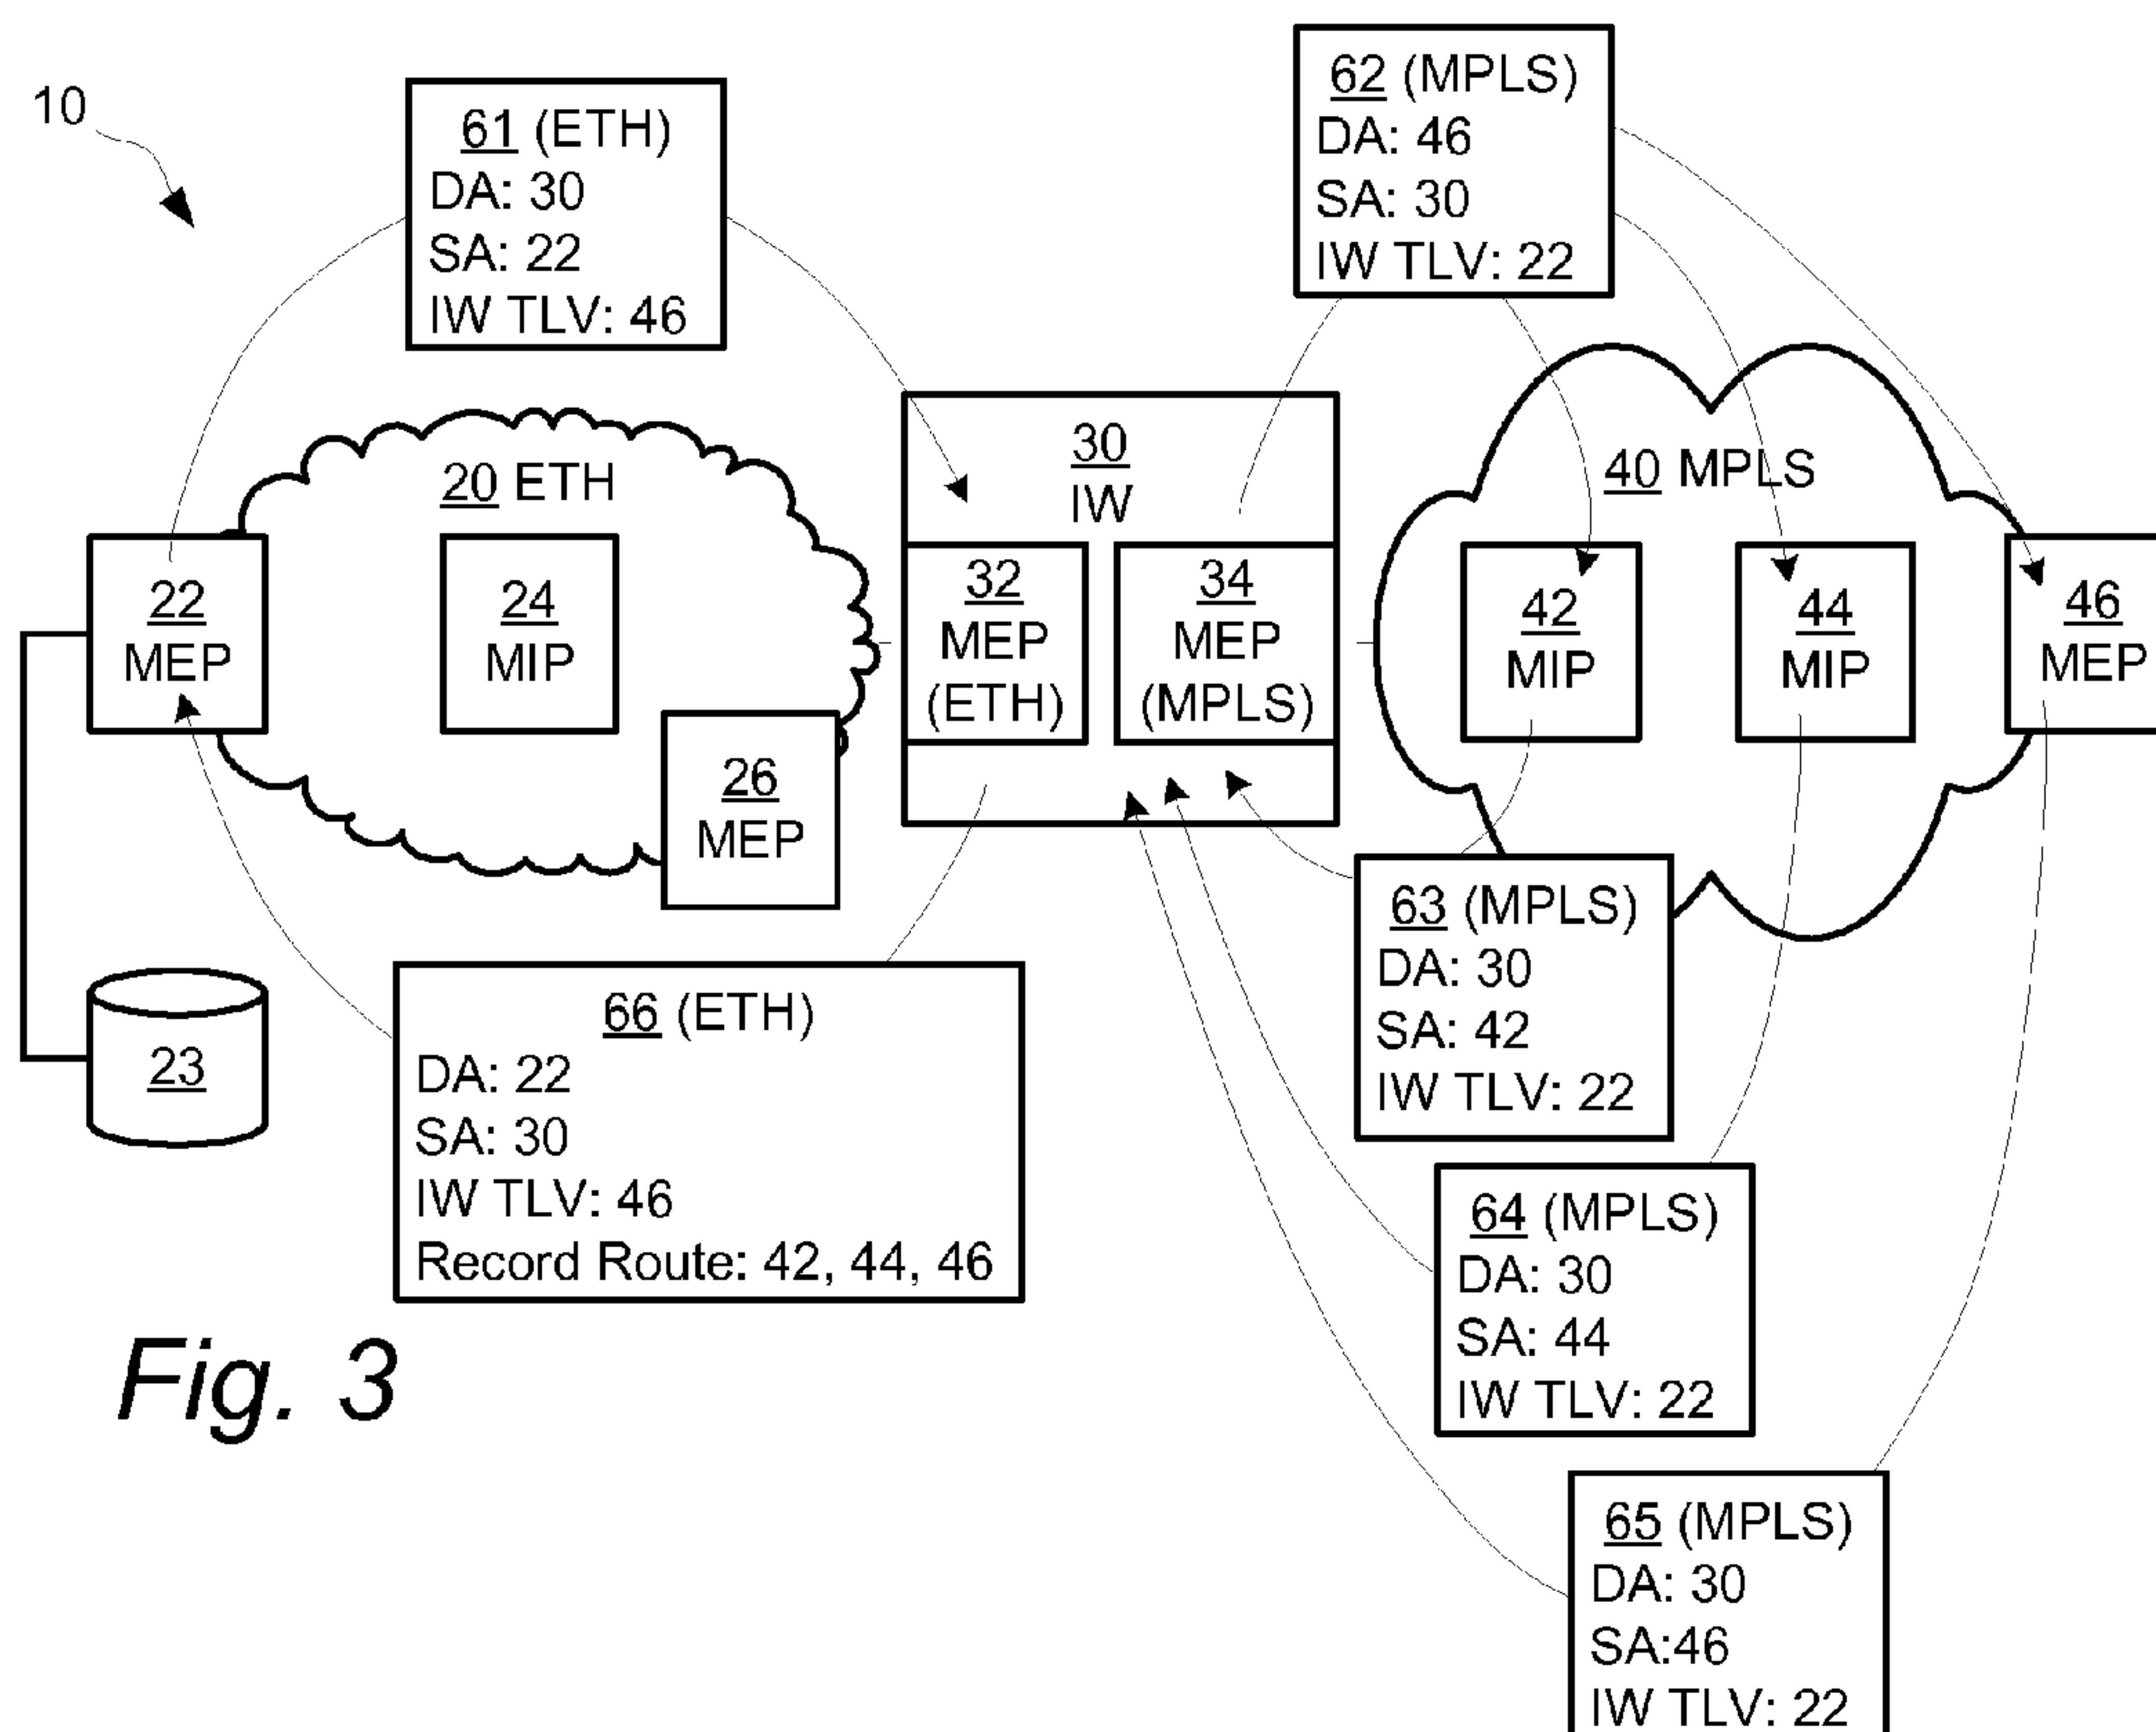 10
61 (ETH)
DA: 30
SA: 22
IW TLV: 46
62 (MPLS)
DA: 46
SA: 30
IW TLV: 22
20 ETH
22
MEP
24
MIP
26
MEP
23
30
IW
32
MEP
(ETH)
34
MEP
(MPLS)
40 MPLS
42
MIP
44
MIP
46
MEP
63 (MPLS)
DA: 30
SA: 42
IW TLV: 22
66 (ETH)
DA: 22
SA: 30
IW TLV: 46
Record Route: 42, 44, 46
64 (MPLS)
DA: 30
SA: 44
IW TLV: 22
65 (MPLS)
DA: 30
SA:46
IW TLV: 22
Fig. 3